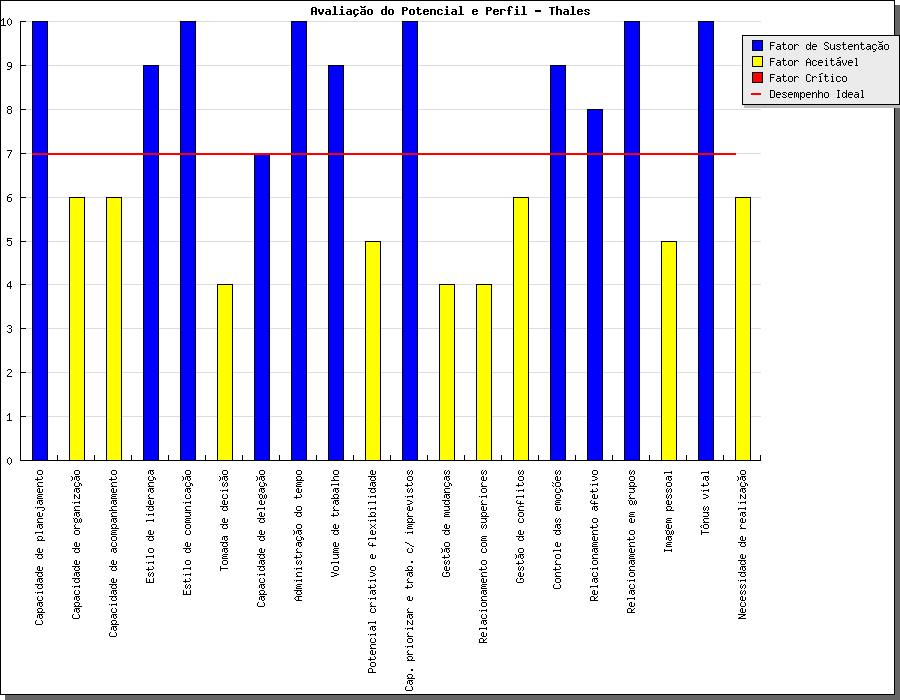 Avaliação do Potencial e Perfil - Thales
Fator de Sustentação
Fator Aceitável
Fator Crítico
Desempenho Ideal
10
9
8
7
6
5
4
3
2
1
0
Capacidade de planejamento
Capacidade de organização
Capacidade de acompanhamento
Estilo de liderança
Estilo de comunicação
Tomada de decisão
Capacidade de delegação
Administração do tempo
Volume de trabalho
Potencial criativo e flexibilidade
Cap. priorizar e trab. c/ imprevistos
Gestão de mudanças
Relacionamento com superiores
Gestão de conflitos
Controle das emoções
Relacionamento afetivo
Relacionamento em grupos
Imagem pessoal
Tônus vital
Necessidade de realização